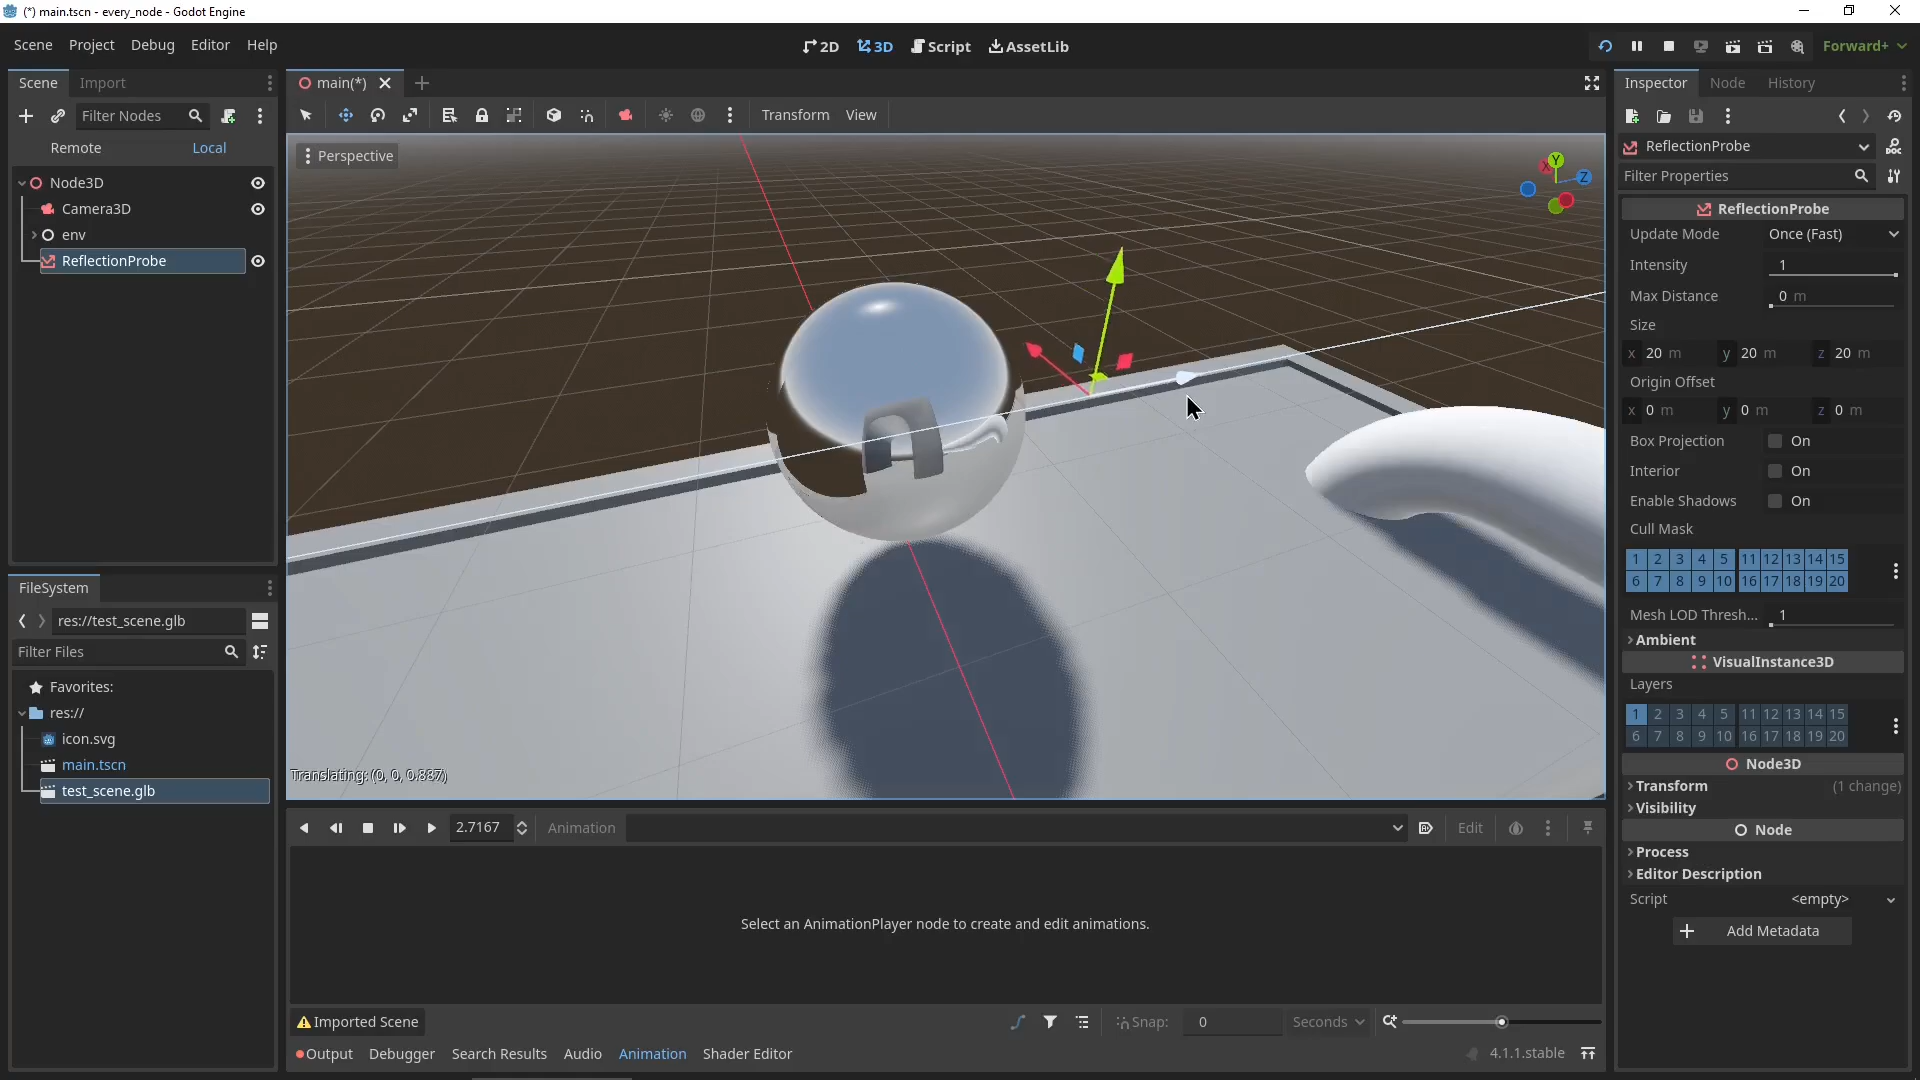 (*) main.tscn - every_node - Godot Engine
Scene Project Debug Editor Help
2D 3D Script AssetLib
Forward+
Scene Import
Filter Nodes
Remote Local
Node3D
Camera3D
env
ReflectionProbe
FileSystem
res://test_scene.glb
Filter Files
Favorites:
res://
icon.svg
main.tscn
test_scene.glb
main(*)
Transform View
Perspective
X Y Z
Translating: (0, 0, 0.887)
2.7167 Animation Edit
Select an AnimationPlayer node to create and edit animations.
Imported Scene Snap: 0 Seconds
Output Debugger Search Results Audio Animation Shader Editor 4.1.1.stable
Inspector Node History
ReflectionProbe
Filter Properties
ReflectionProbe
Update Mode Once (Fast)
Intensity 1
Max Distance 0 m
Size
x 20 m y 20 m z 20 m
Origin Offset
x 0 m y 0 m z 0 m
Box Projection On
Interior On
Enable Shadows On
Cull Mask
1 2 3 4 5 11 12 13 14 15
6 7 8 9 10 16 17 18 19 20
Mesh LOD Thresh... 1
Ambient
VisualInstance3D
Layers
1 2 3 4 5 11 12 13 14 15
6 7 8 9 10 16 17 18 19 20
Node3D
Transform (1 change)
Visibility
Node
Process
Editor Description
Script <empty>
Add Metadata